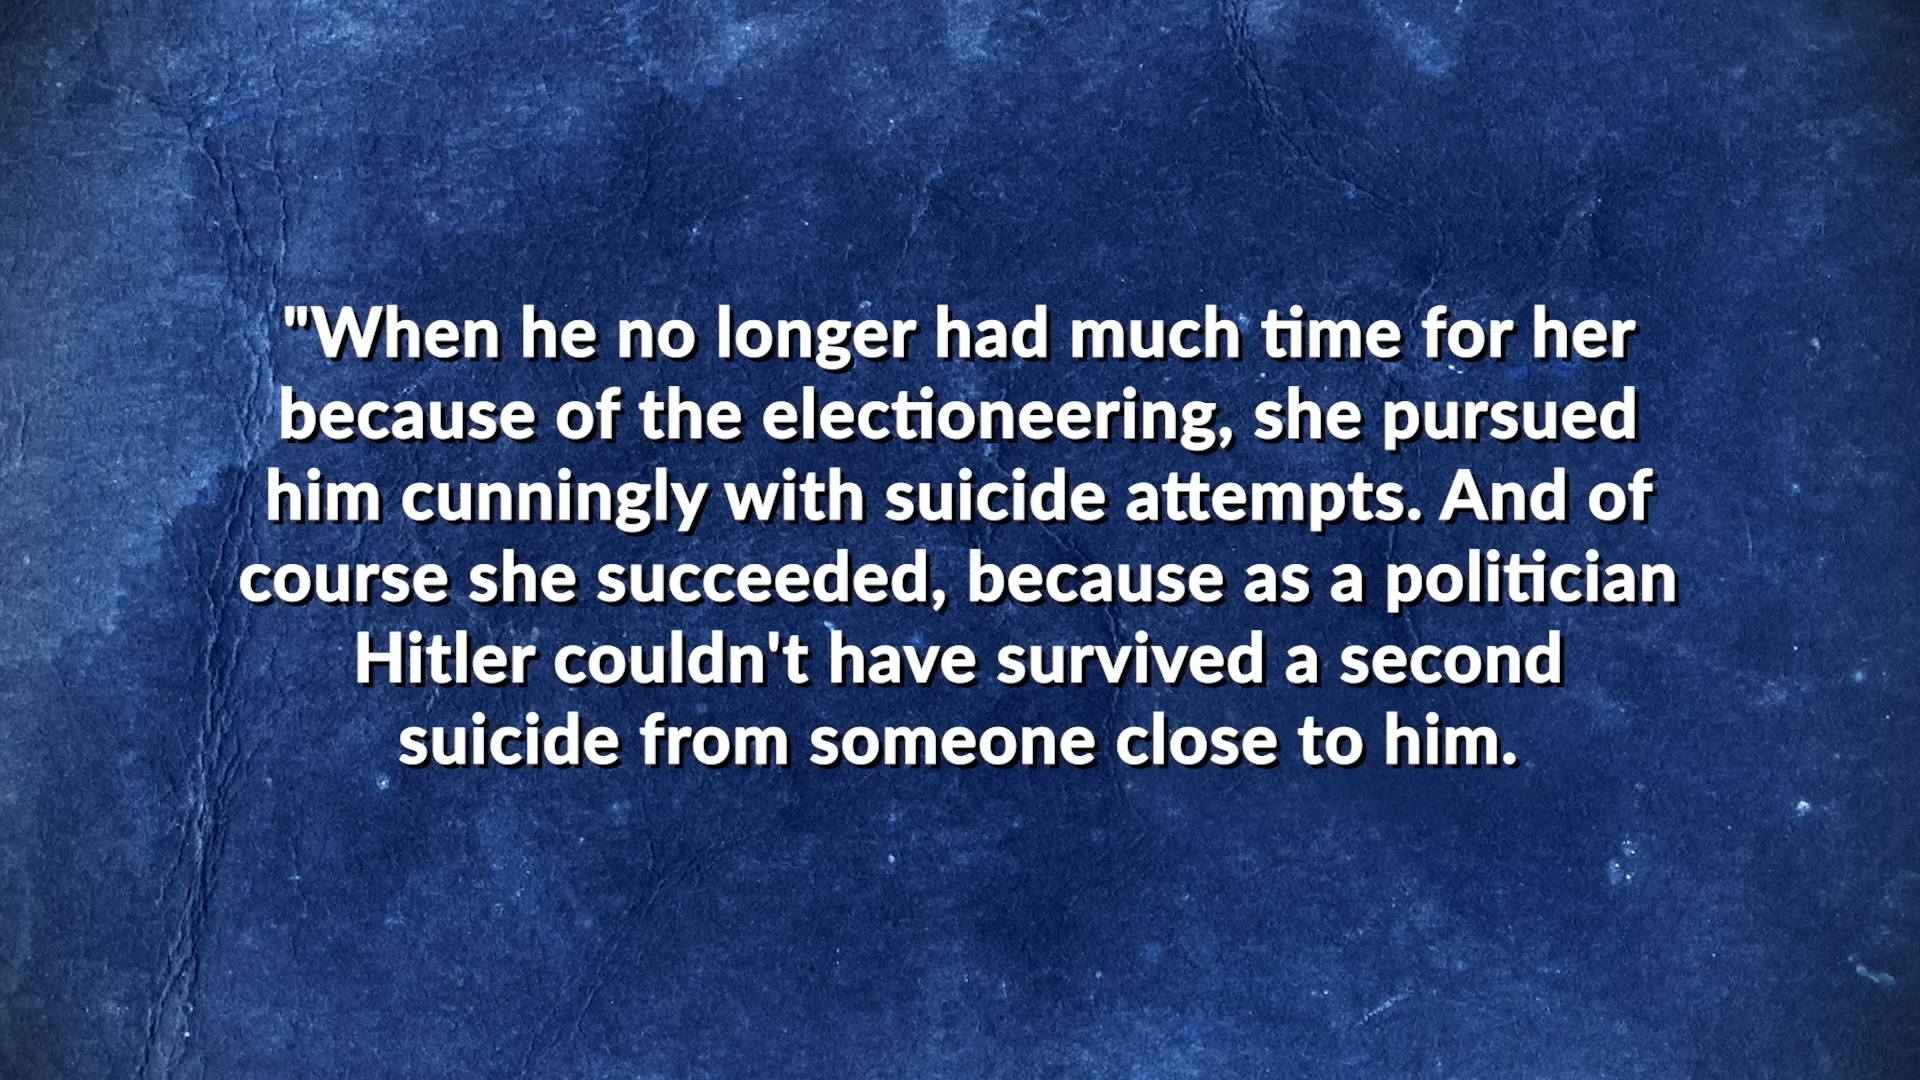 "When he no longer had much time for her
because of the electioneering, she pursued
him cunningly with suicide attempts. And of
course she succeeded, because as a politician
Hitler couldn't have survived a second
suicide from someone close to him.